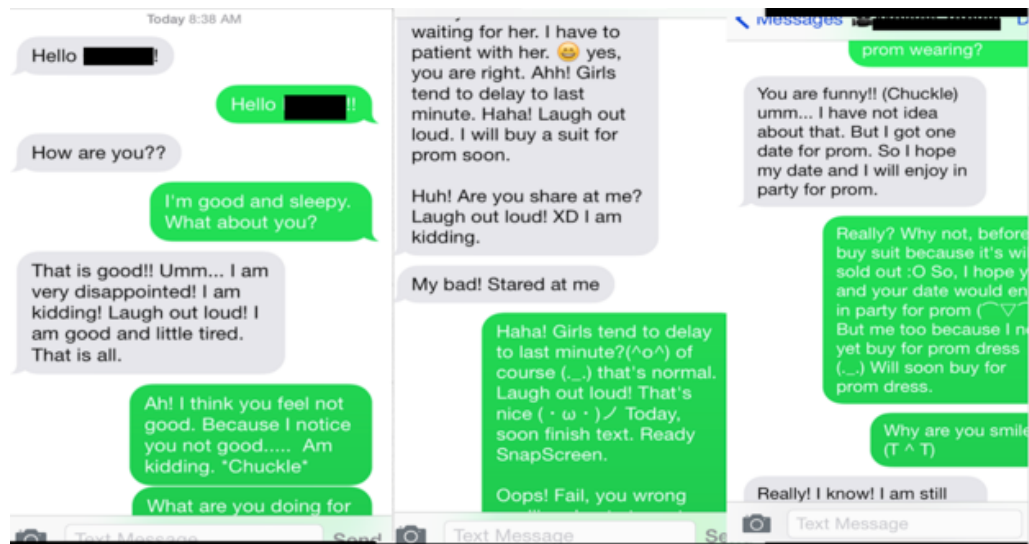 Today 8:38 AM
Hello !
Hello !!
How are you??
I'm good and sleepy.
What about you?
That is good!! Umm... I am
very disappointed! I am
kidding! Laugh out loud! I
am good and little tired.
That is all.
Ah! I think you feel not
good. Because I notice
you not good..... Am
kidding. *Chuckle*
What are you doing for
Text Message
Send
waiting for her. I have to
patient with her. 😄 yes,
you are right. Ahh! Girls
tend to delay to last
minute. Haha! Laugh out
loud. I will buy a suit for
prom soon.
Huh! Are you share at me?
Laugh out loud! XD I am
kidding.
My bad! Stared at me
Haha! Girls tend to delay
to last minute?(^o^) of
course (._.) that's normal.
Laugh out loud! That's
nice (・ω・)ノ Today,
soon finish text. Ready
SnapScreen.
Oops! Fail, you wrong
Text Message
Se
Messages
prom wearing?
You are funny!! (Chuckle)
umm... I have not idea
about that. But I got one
date for prom. So I hope
my date and I will enjoy in
party for prom.
Really? Why not, before
buy suit because it's wi
sold out :O So, I hope y
and your date would en
in party for prom (⌒▽⌒
But me too because I n
yet buy for prom dress
(._.) Will soon buy for
prom dress.
Why are you smile
(T ^ T)
Really! I know! I am still
Text Message